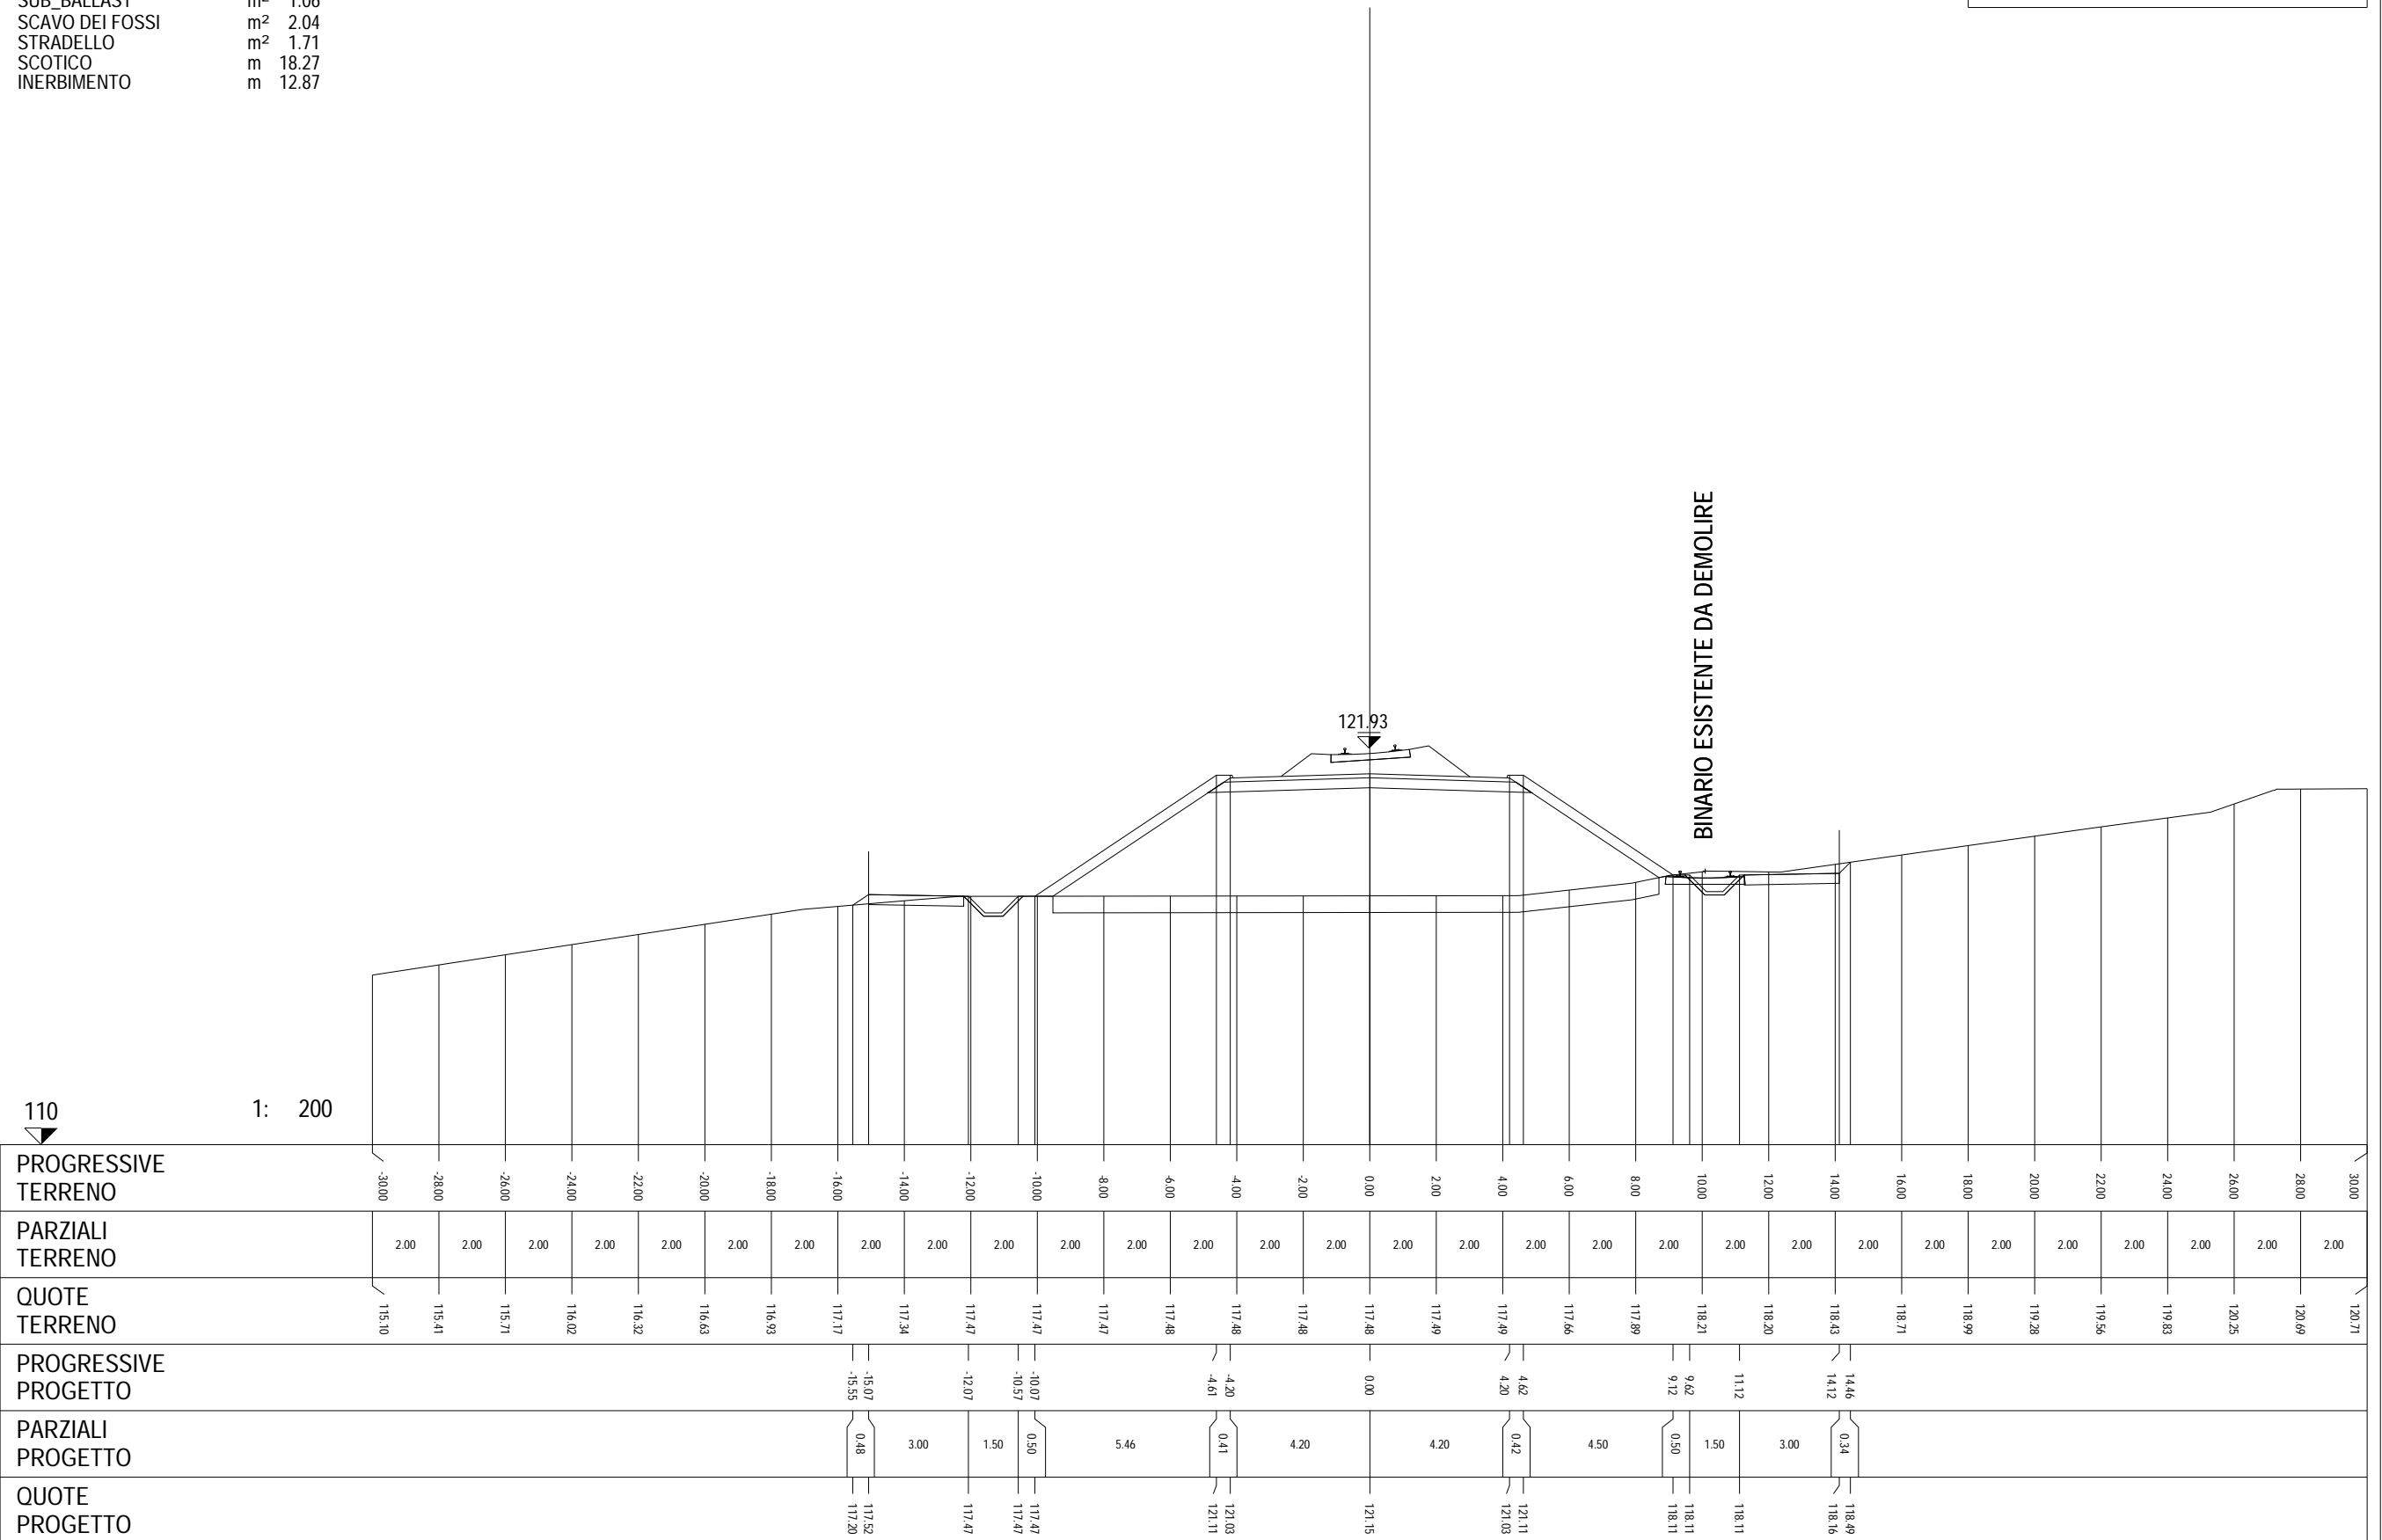 SUB_BALLAST m² 1.06
SCAVO DEI FOSSI m² 2.04
STRADELLO m² 1.71
SCOTICO m 18.27
INERBIMENTO m 12.87
BINARIO ESISTENTE DA DEMOLIRE
121.93
110 1: 200
PROGRESSIVE
TERRENO
-30.00 -28.00 -26.00 -24.00 -22.00 -20.00 -18.00 -16.00 -14.00 -12.00 -10.00 -8.00 -6.00 -4.00 -2.00 0.00 2.00 4.00 6.00 8.00 10.00 12.00 14.00 16.00 18.00 20.00 22.00 24.00 26.00 28.00 30.00
PARZIALI
TERRENO
2.00 2.00 2.00 2.00 2.00 2.00 2.00 2.00 2.00 2.00 2.00 2.00 2.00 2.00 2.00 2.00 2.00 2.00 2.00 2.00 2.00 2.00 2.00 2.00 2.00 2.00 2.00 2.00 2.00 2.00
QUOTE
TERRENO
115.10 115.41 115.71 116.02 116.32 116.63 116.93 117.17 117.34 117.47 117.47 117.47 117.48 117.48 117.48 117.48 117.49 117.49 117.66 117.89 118.21 118.20 118.43 118.71 118.99 119.28 119.56 119.83 120.25 120.69 120.71
PROGRESSIVE
PROGETTO
-15.55 -15.07 -12.07 -10.57 -10.07 -4.61 -4.20 0.00 4.20 4.62 9.12 9.62 11.12 14.12 14.46
PARZIALI
PROGETTO
0.48 3.00 1.50 0.50 5.46 0.41 4.20 4.20 0.42 4.50 0.50 1.50 3.00 0.34
QUOTE
PROGETTO
117.20 117.52 117.47 117.47 117.47 121.11 121.03 121.15 121.03 121.11 118.11 118.11 118.11 118.16 118.49